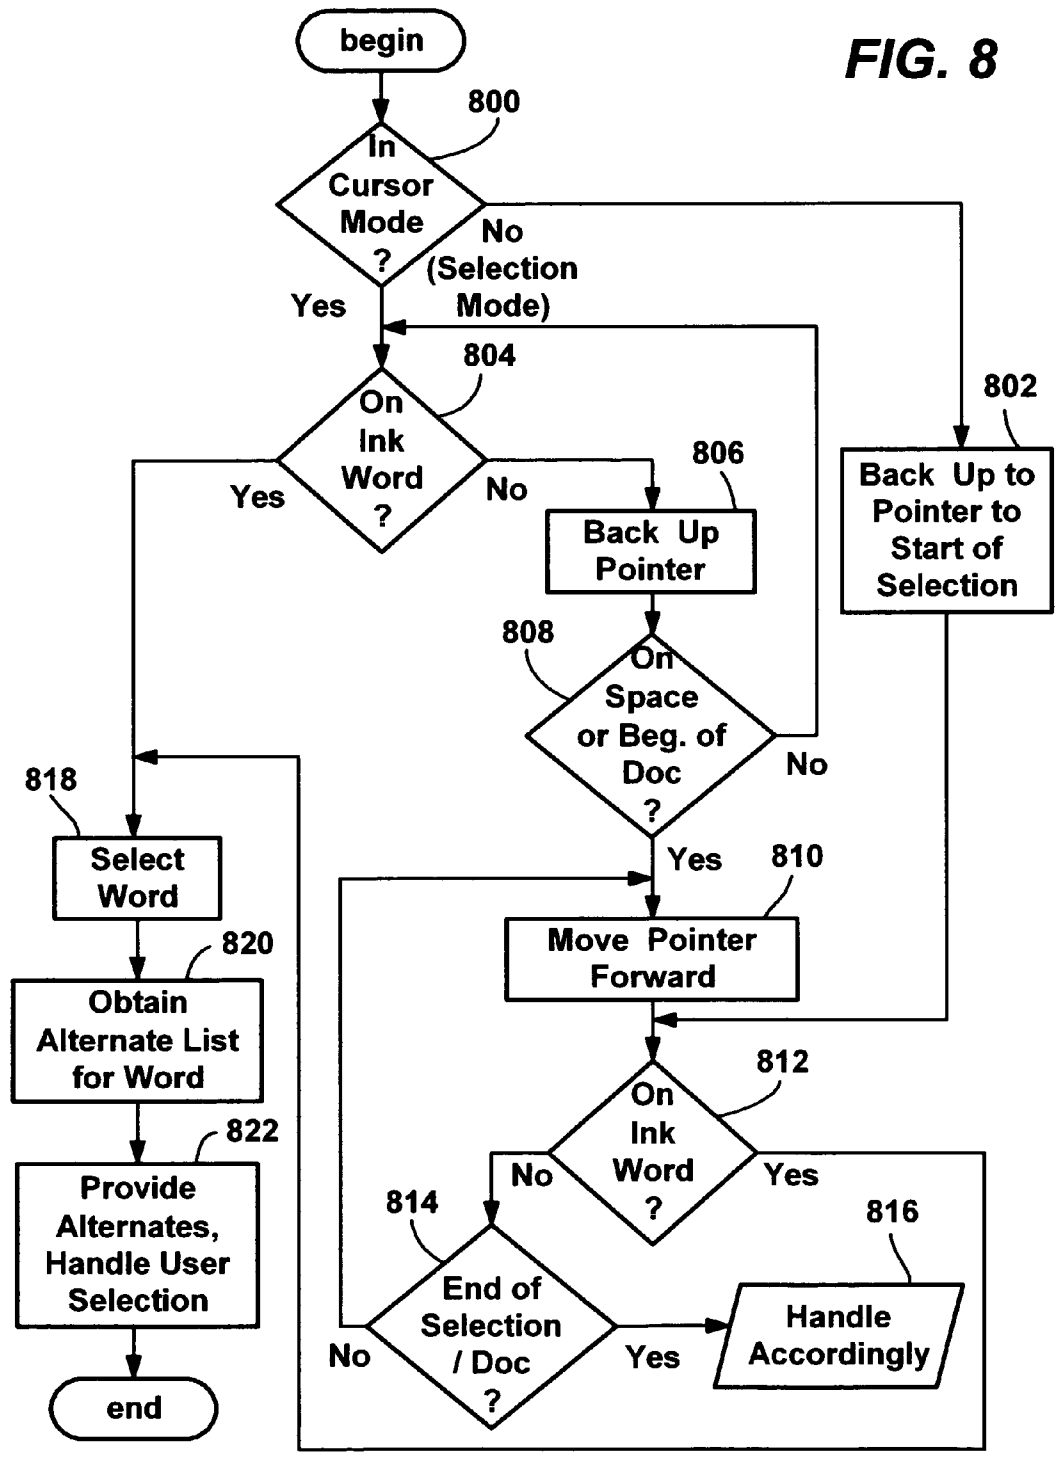 begin
FIG. 8
800
In
Cursor
Mode
?
No
(Selection
Mode)
Yes
804
On
Ink
Word
?
Yes
No
802
Back Up to
Pointer to
Start of
Selection
806
Back Up
Pointer
808
On
Space
or Beg. of
Doc
?
No
Yes
810
Move Pointer
Forward
812
On
Ink
Word
?
No
Yes
814
End of
Selection
/ Doc
?
No
Yes
816
Handle
Accordingly
818
Select
Word
820
Obtain
Alternate List
for Word
822
Provide
Alternates,
Handle User
Selection
end